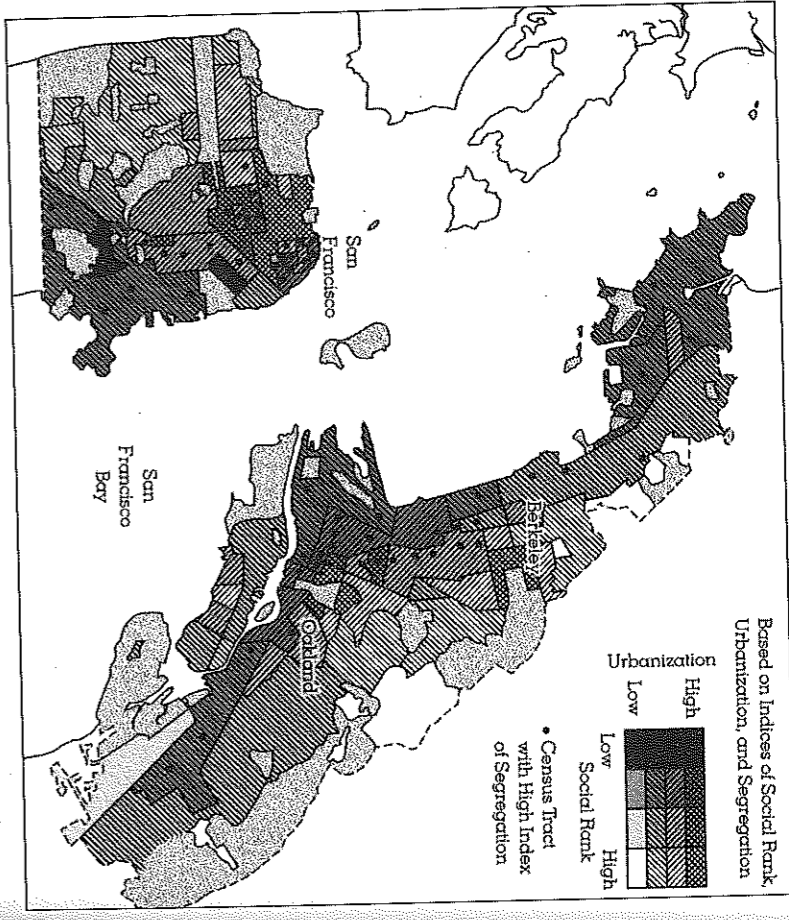 Based on Indices of Social Rank,
Urbanization, and Segregation
Urbanization
High
Low
Low
High
Social Rank
• Census Tract
with High Index
of Segregation
San
Francisco
San
Francisco
Bay
Berkeley
Oakland